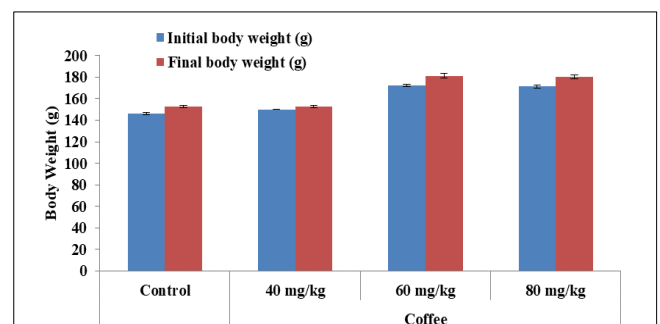 Initial body weight (g)
Final body weight (g)
200
180
160
140
120
100
80
60
40
20
0
Body Weight (g)
Control
40 mg/kg
60 mg/kg
80 mg/kg
Coffee